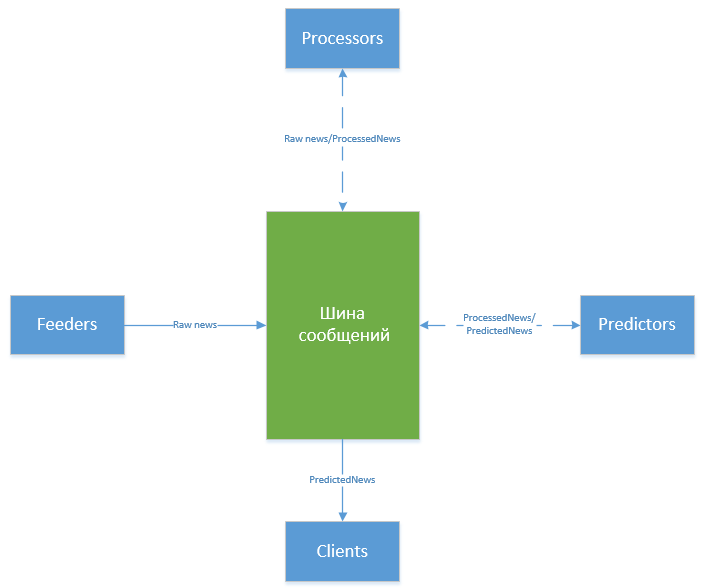 Processors
Raw news/ProcessedNews
Шина
сообщений
Feeders
Raw news
ProcessedNews/
PredictedNews
Predictors
PredictedNews
Clients